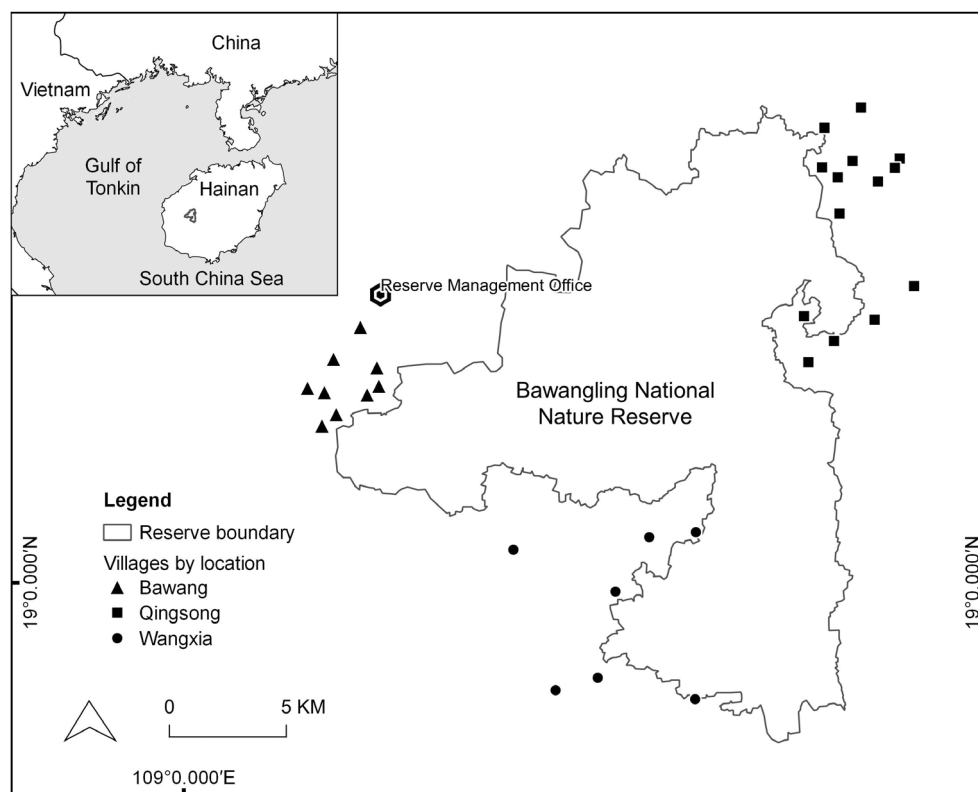 China
Vietnam
Gulf of
Tonkin
Hainan
South China Sea
Reserve Management Office
Bawangling National
Nature Reserve
Legend
Reserve boundary
Villages by location
Bawang
Qingsong
Wangxia
0 5 KM
19°0.000'N
19°0.000'N
109°0.000'E